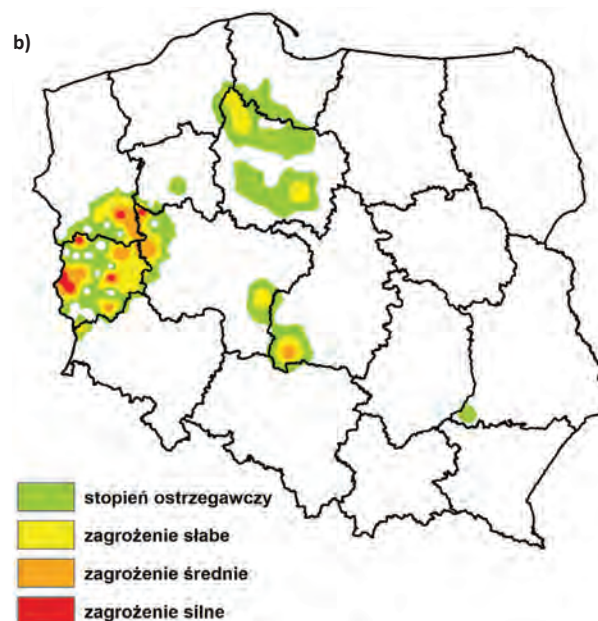 b)
stopień ostrzegawczy
zagrożenie słabe
zagrożenie średnie
zagrożenie silne